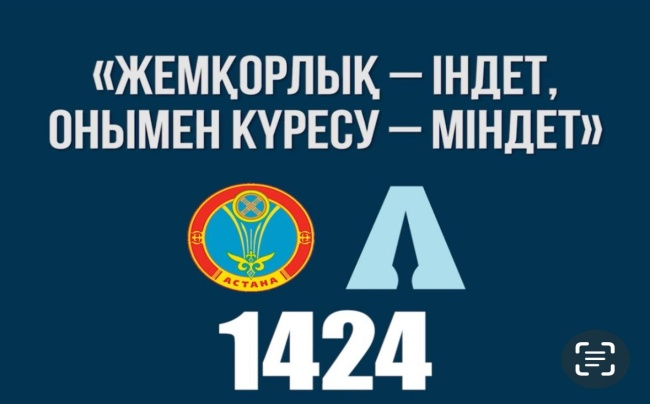 «ЖЕМҚОРЛЫҚ – ІНДЕТ,
ОНЫМЕН КҮРЕСУ – МІНДЕТ»
АСТАНА
1424